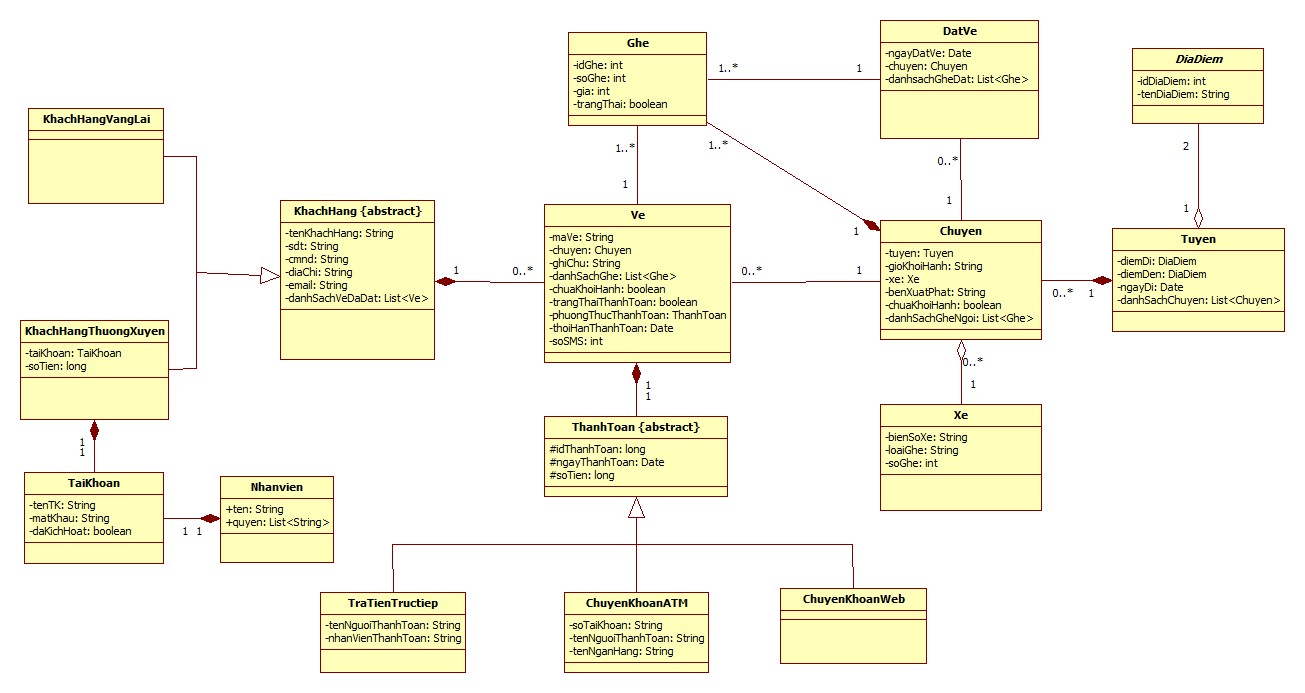 Ghe
-idGhe: int
-soGhe: int
-gia: int
-trangThai: boolean
DatVe
-ngayDatVe: Date
-chuyen: Chuyen
-danhsachGheDat: List<Ghe>
DiaDiem
-idDiaDiem: int
-tenDiaDiem: String
1..*
1
KhachHangVangLai
1..*
1
1..*
1
0..*
1
2
1
KhachHang {abstract}
-tenKhachHang: String
-sdt: String
-cmnd: String
-diaChi: String
-email: String
-danhSachVeDaDat: List<Ve>
1
0..*
Ve
-maVe: String
-chuyen: Chuyen
-ghiChu: String
-danhSachGhe: List<Ghe>
-chuaKhoiHanh: boolean
-trangThaiThanhToan: boolean
-phuongThucThanhToan: ThanhToan
-thoiHanThanhToan: Date
-soSMS: int
0..*
1
Chuyen
-tuyen: Tuyen
-gioKhoiHanh: String
-xe: Xe
-benXuatPhat: String
-chuaKhoiHanh: boolean
-danhSachGheNgoi: List<Ghe>
0..*
1
Tuyen
-diemDi: DiaDiem
-diemDen: DiaDiem
-ngayDi: Date
-danhSachChuyen: List<Chuyen>
KhachHangThuongXuyen
-taiKhoan: TaiKhoan
-soTien: long
1
1
0..*
1
1
1
Xe
-bienSoXe: String
-loaiGhe: String
-soGhe: int
ThanhToan {abstract}
#idThanhToan: long
#ngayThanhToan: Date
#soTien: long
TaiKhoan
-tenTK: String
-matKhau: String
-daKichHoat: boolean
1
1
Nhanvien
+ten: String
+quyen: List<String>
TraTienTructiep
-tenNguoiThanhToan: String
-nhanVienThanhToan: String
ChuyenKhoanATM
-soTaiKhoan: String
-tenNguoiThanhToan: String
-tenNganHang: String
ChuyenKhoanWeb